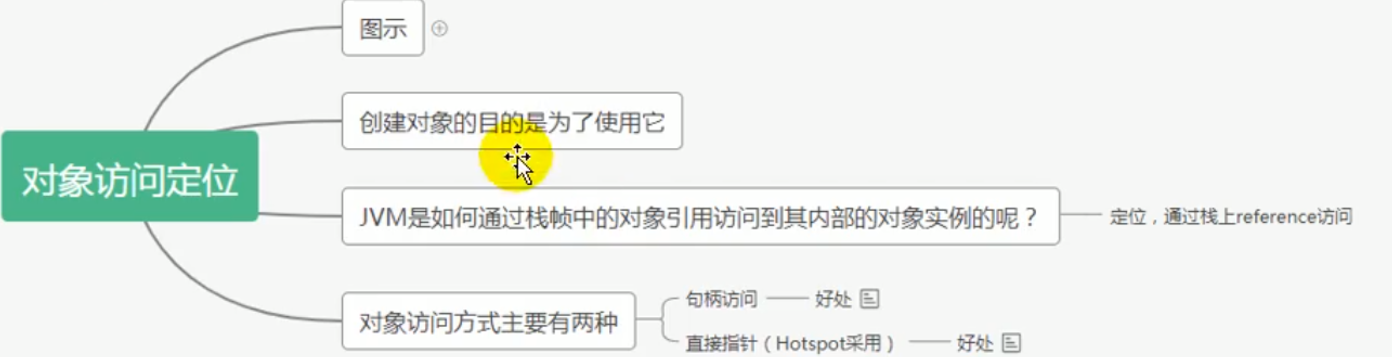 图示
创建对象的目的是为了使用它
对象访问定位
JVM是如何通过栈帧中的对象引用访问到其内部的对象实例的呢？
定位，通过栈上reference访问
对象访问方式主要有两种
句柄访问
好处
直接指针（Hotspot采用）
好处